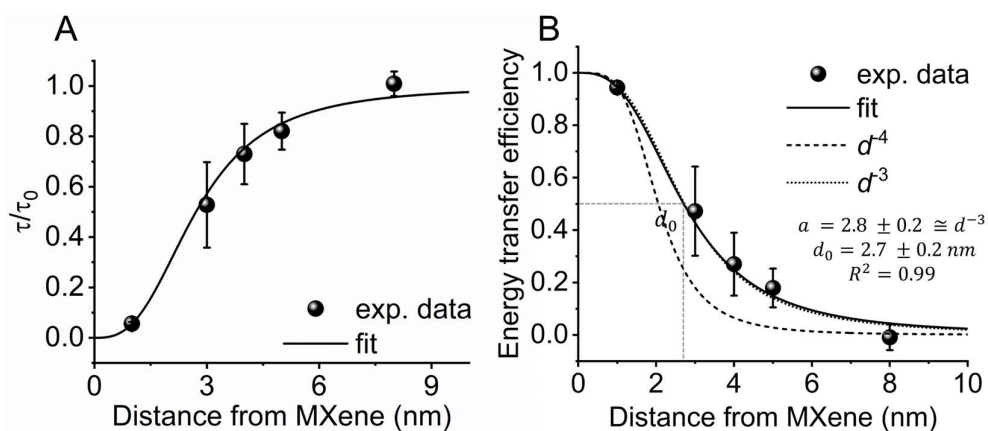 A
τ/τ0
1.0
0.8
0.6
0.4
0.2
0.0
0
3
6
9
Distance from MXene (nm)
exp. data
fit
B
Energy transfer efficiency
1.0
0.8
0.6
0.4
0.2
0.0
0
2
4
6
8
10
Distance from MXene (nm)
exp. data
fit
d-4
d-3
d0
a = 2.8 ± 0.2 ≅ d−3
d0 = 2.7 ± 0.2 nm
R2 = 0.99